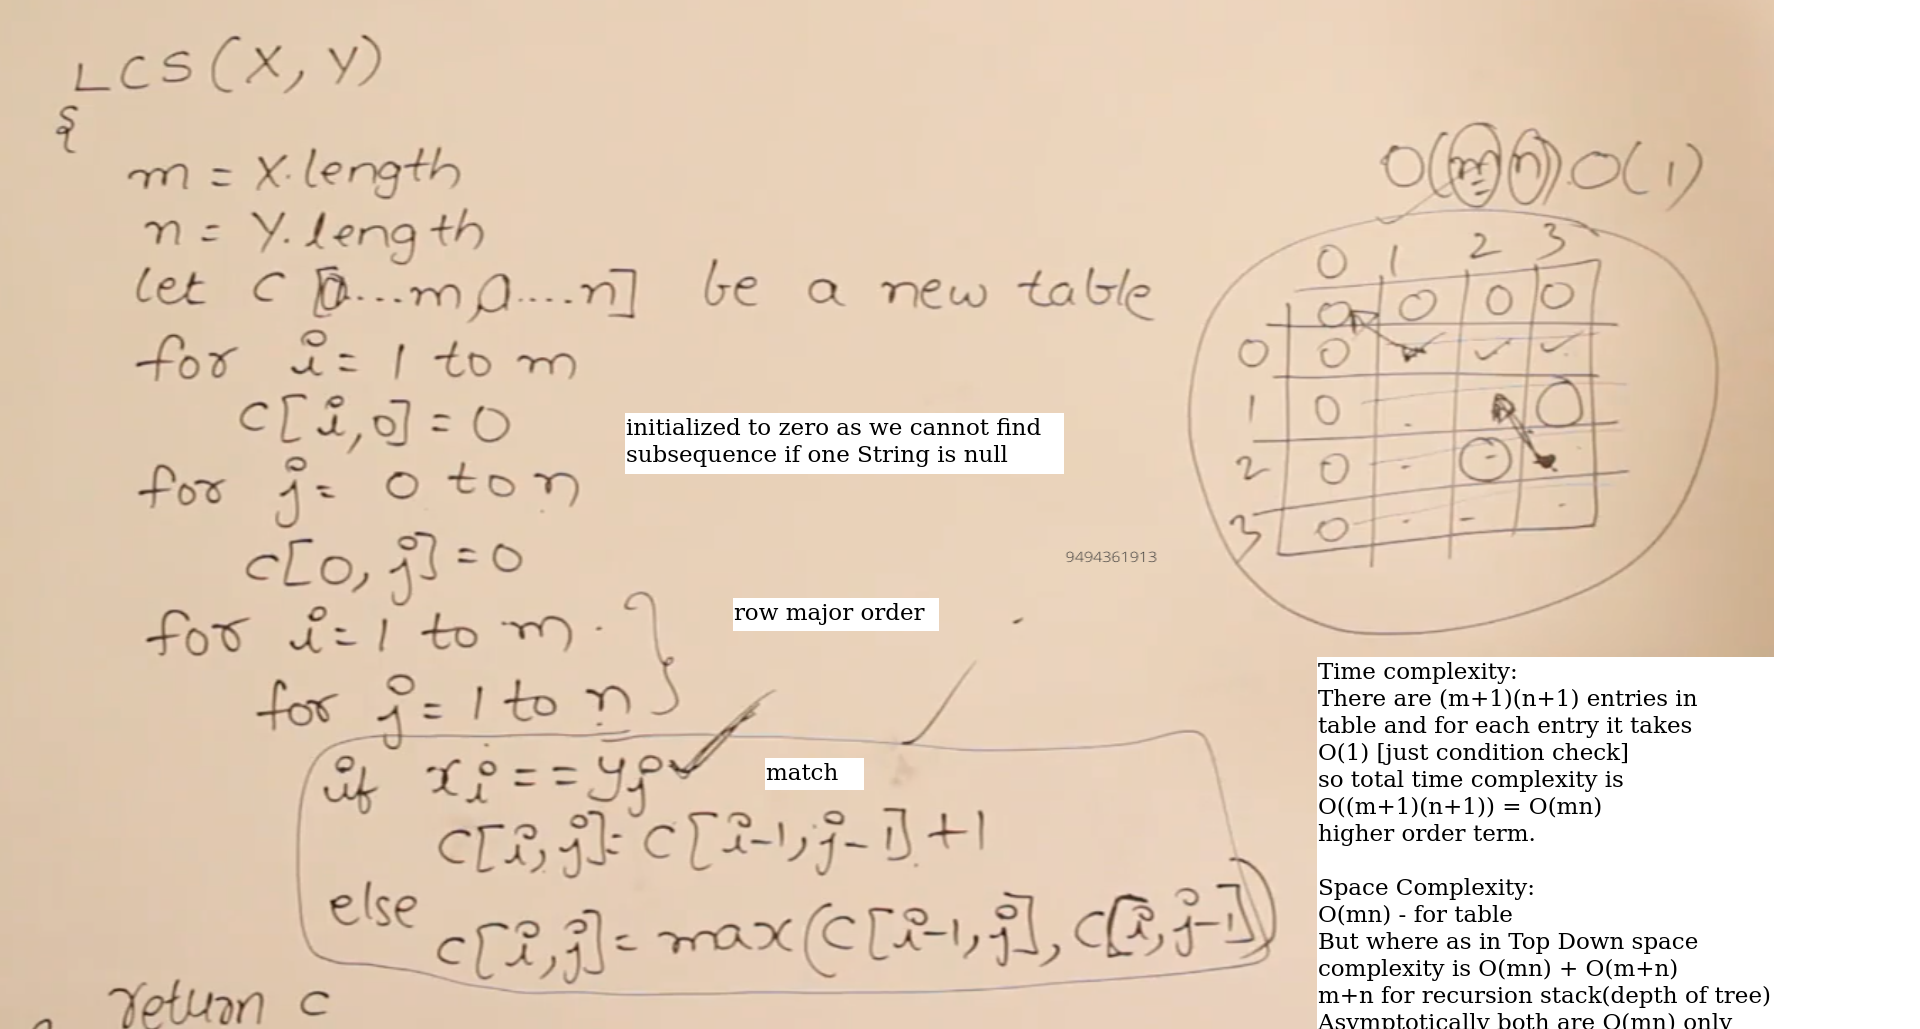 LCS(X, Y)
{
m = X.length
n = Y.length
let C [0...m,0....n] be a new table
for i = 1 to m
c[i,0] = 0
initialized to zero as we cannot find
subsequence if one String is null
for j = 0 to n
c[0,j] = 0
for i=1 to m
row major order
for j = 1 to n
if xi == yj
match
C[i,j] = C[i-1,j-1]+1
else
c[i,j] = max(C[i-1,j], C[i,j-1])
return c
O(mn).O(1)
0 1 2 3
0 0 0 0
0 0
1 0
2 0
3 0
9494361913
Time complexity:
There are (m+1)(n+1) entries in
table and for each entry it takes
O(1) [just condition check]
so total time complexity is
O((m+1)(n+1)) = O(mn)
higher order term.
Space Complexity:
O(mn) - for table
But where as in Top Down space
complexity is O(mn) + O(m+n)
m+n for recursion stack(depth of tree)
Asymptotically both are O(mn) only